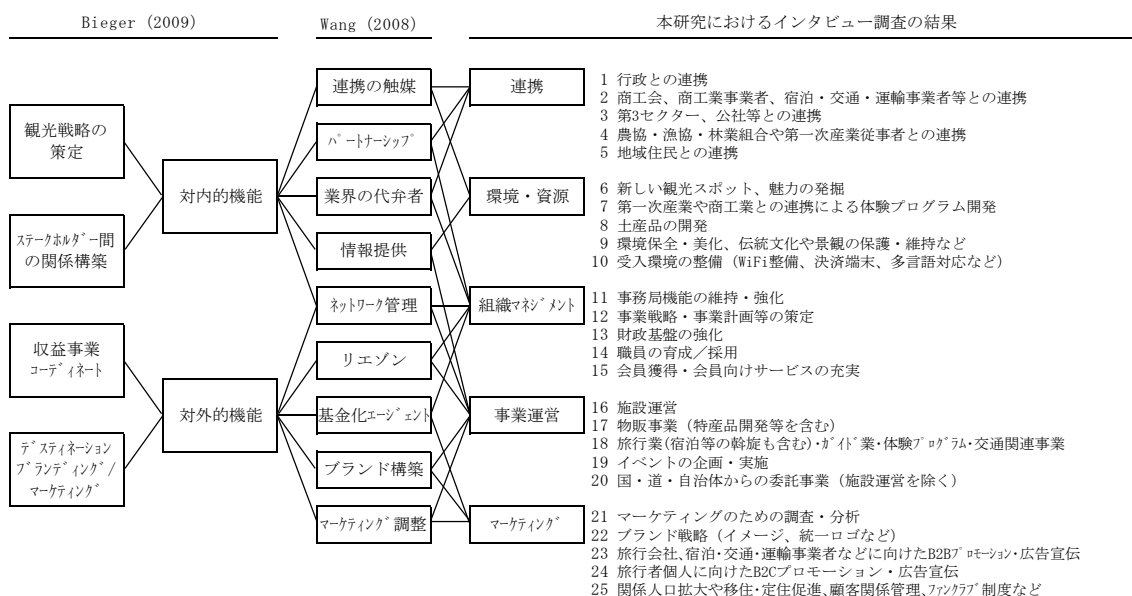 Bieger (2009)
Wang (2008)
本研究におけるインタビュー調査の結果
観光戦略の
策定
ステークホルダー間
の関係構築
収益事業
コーディネート
デスティネーション
ブランディング/
マーケティング
対内的機能
対外的機能
連携の触媒
パートナーシップ
業界の代弁者
情報提供
ネットワーク管理
リエゾン
基金化エージェント
ブランド構築
マーケティング調整
連携
1 行政との連携
2 商工会、商工業事業者、宿泊・交通・運輸事業者等との連携
3 第3セクター、公社等との連携
4 農協・漁協・林業組合や第一次産業従事者との連携
5 地域住民との連携
環境・資源
6 新しい観光スポット、魅力の発掘
7 第一次産業や商工業との連携による体験プログラム開発
8 土産品の開発
9 環境保全・美化、伝統文化や景観の保護・維持など
10 受入環境の整備（WiFi整備、決済端末、多言語対応など）
組織マネジメント
11 事務局機能の維持・強化
12 事業戦略・事業計画等の策定
13 財政基盤の強化
14 職員の育成／採用
15 会員獲得・会員向けサービスの充実
事業運営
16 施設運営
17 物販事業（特産品開発等を含む）
18 旅行業(宿泊等の斡旋も含む)・ガイド業・体験プログラム・交通関連事業
19 イベントの企画・実施
20 国・道・自治体からの委託事業（施設運営を除く）
マーケティング
21 マーケティングのための調査・分析
22 ブランド戦略（イメージ、統一ロゴなど）
23 旅行会社、宿泊・交通・運輸事業者などに向けたB2Bプロモーション・広告宣伝
24 旅行者個人に向けたB2Cプロモーション・広告宣伝
25 関係人口拡大や移住・定住促進、顧客関係管理、ファンクラブ制度など